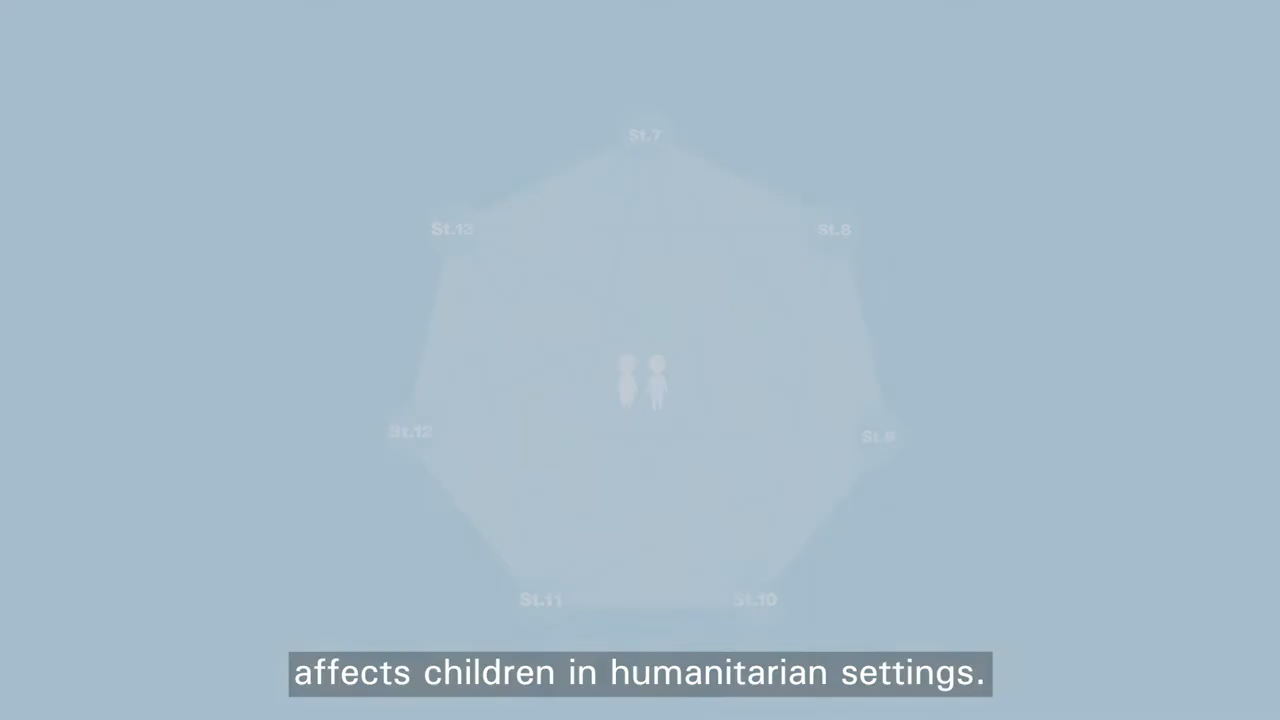 St.7
St.13
St.8
St.12
St.9
St.11
St.10
affects children in humanitarian settings.